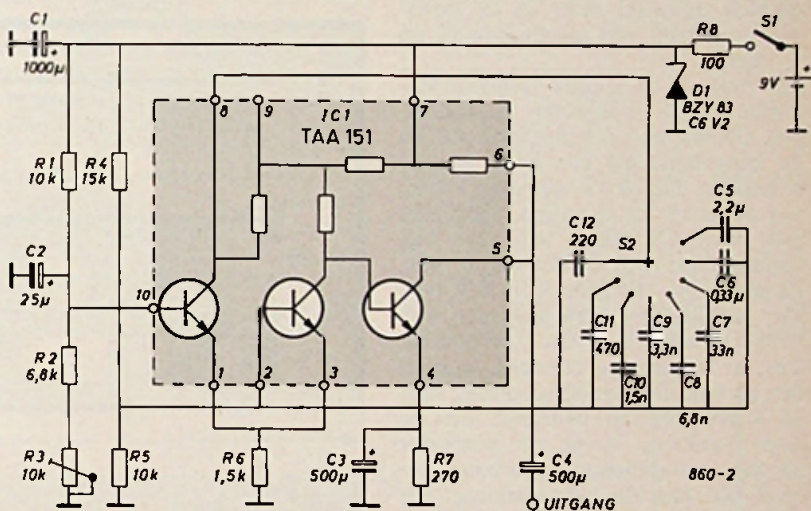 C1
1000µ
R8
100
S1
9V
D1
BZY 83
C6 V2
8
9
IC1
TAA 151
7
6
R1
10k
R4
15k
C5
2,2µ
C12
220
S2
C2
25µ
5
C6
0,33µ
10
C11
470
C9
3,3n
C7
33n
R2
6,8k
C10
1,5n
C8
6,8n
1
2
3
4
R3
10k
R5
10k
R6
1,5k
C3
500µ
R7
270
C4
500µ
860-2
UITGANG